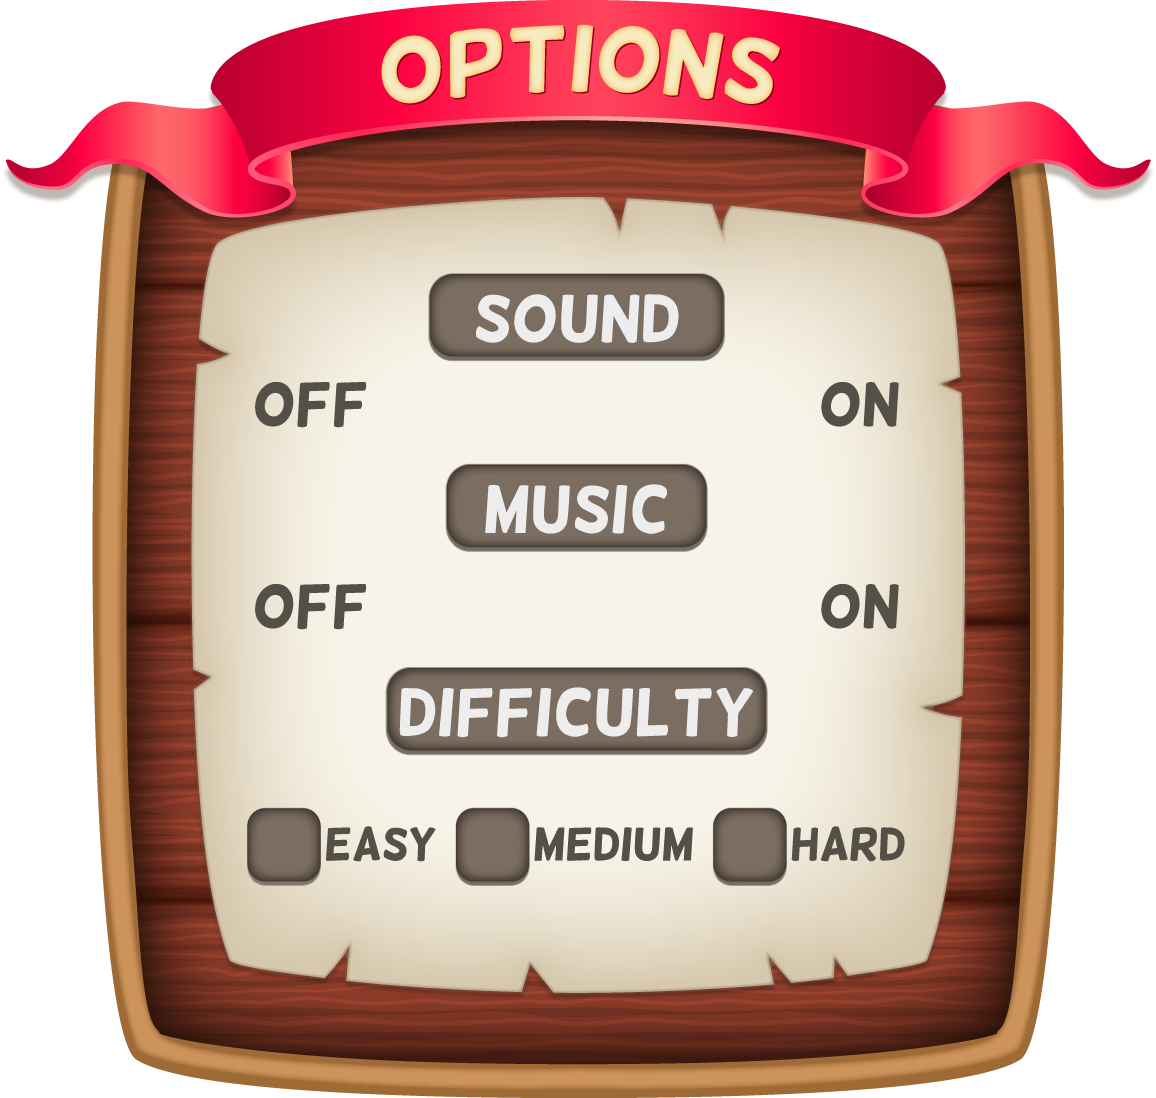 OPTIONS
SOUND
OFF ON
MUSIC
OFF ON
DIFFICULTY
EASY MEDIUM HARD